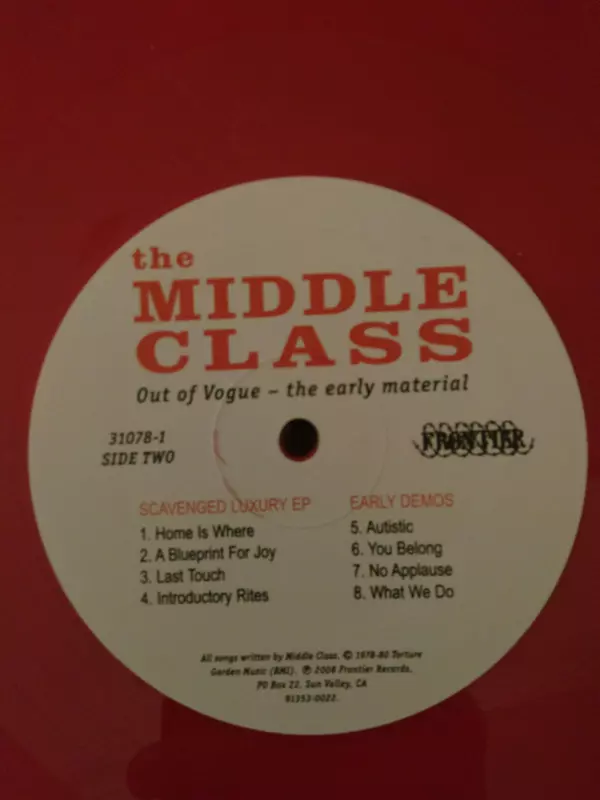 the
MIDDLE
CLASS
Out of Vogue – the early material
31078-1
SIDE TWO
FRONTIER
SCAVENGED LUXURY EP
1. Home Is Where
2. A Blueprint For Joy
3. Last Touch
4. Introductory Rites
EARLY DEMOS
5. Autistic
6. You Belong
7. No Applause
8. What We Do
All songs written by Middle Class. © 1978-80 Torture
Garden Music (BMI). ℗ 2008 Frontier Records,
PO Box 22, Sun Valley, CA
91353-0022.